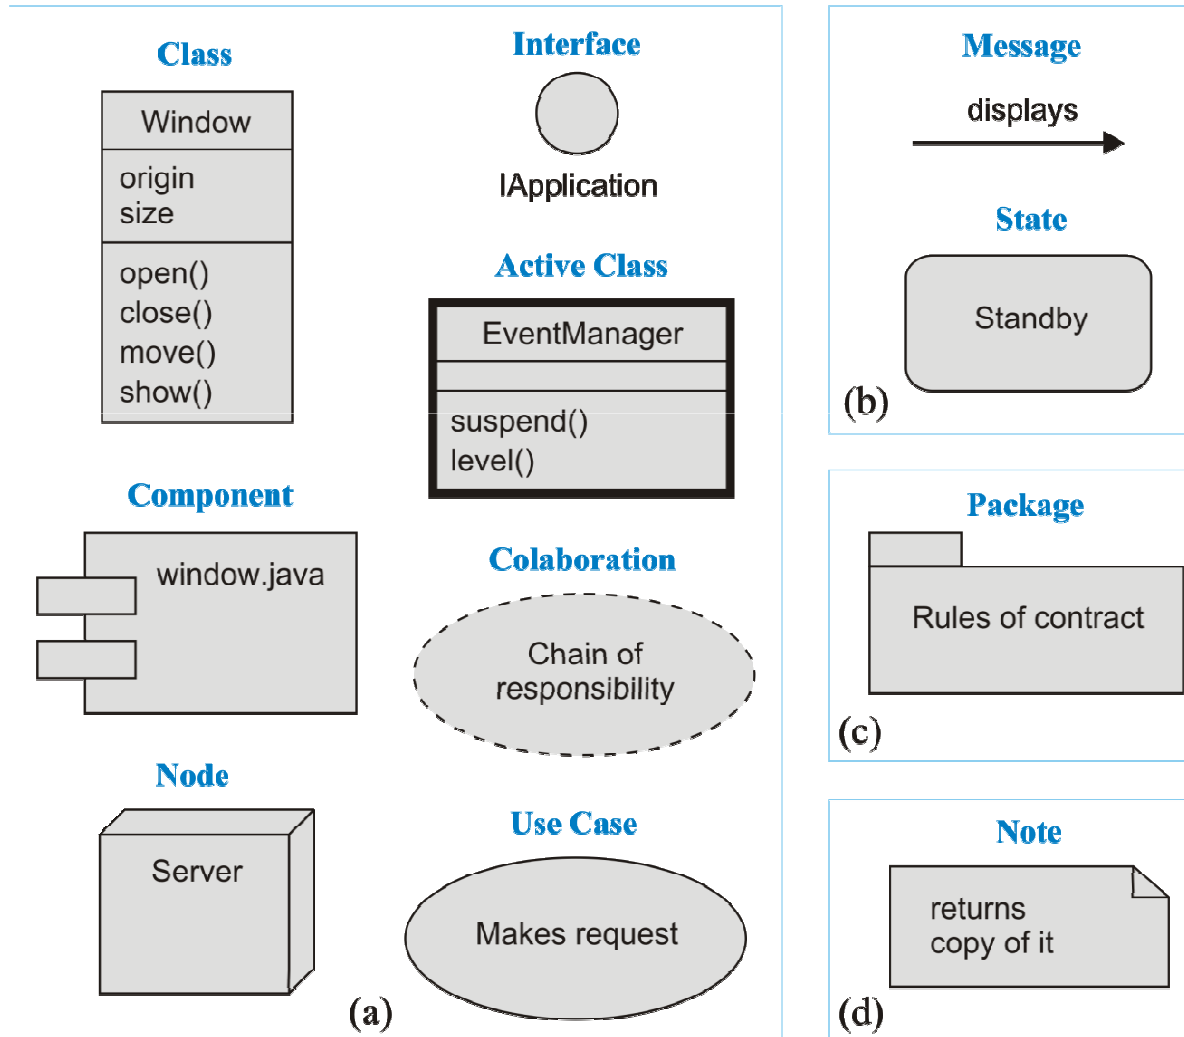 Class
Window
origin
size
open()
close()
move()
show()
Interface
IApplication
Active Class
EventManager
suspend()
level()
Component
window.java
Colaboration
Chain of
responsibility
Node
Server
Use Case
Makes request
(a)
Message
displays
State
Standby
(b)
Package
Rules of contract
(c)
Note
returns
copy of it
(d)